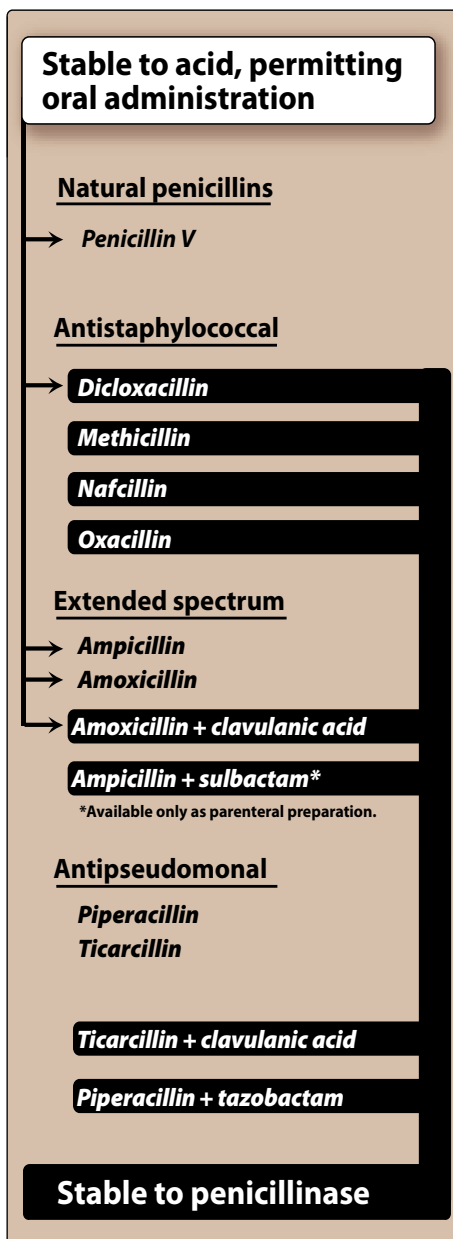 Stable to acid, permitting
oral administration
Natural penicillins
Penicillin V
Antistaphylococcal
Dicloxacillin
Methicillin
Nafcillin
Oxacillin
Extended spectrum
Ampicillin
Amoxicillin
Amoxicillin + clavulanic acid
Ampicillin + sulbactam*
*Available only as parenteral preparation.
Antipseudomonal
Piperacillin
Ticarcillin
Ticarcillin + clavulanic acid
Piperacillin + tazobactam
Stable to penicillinase